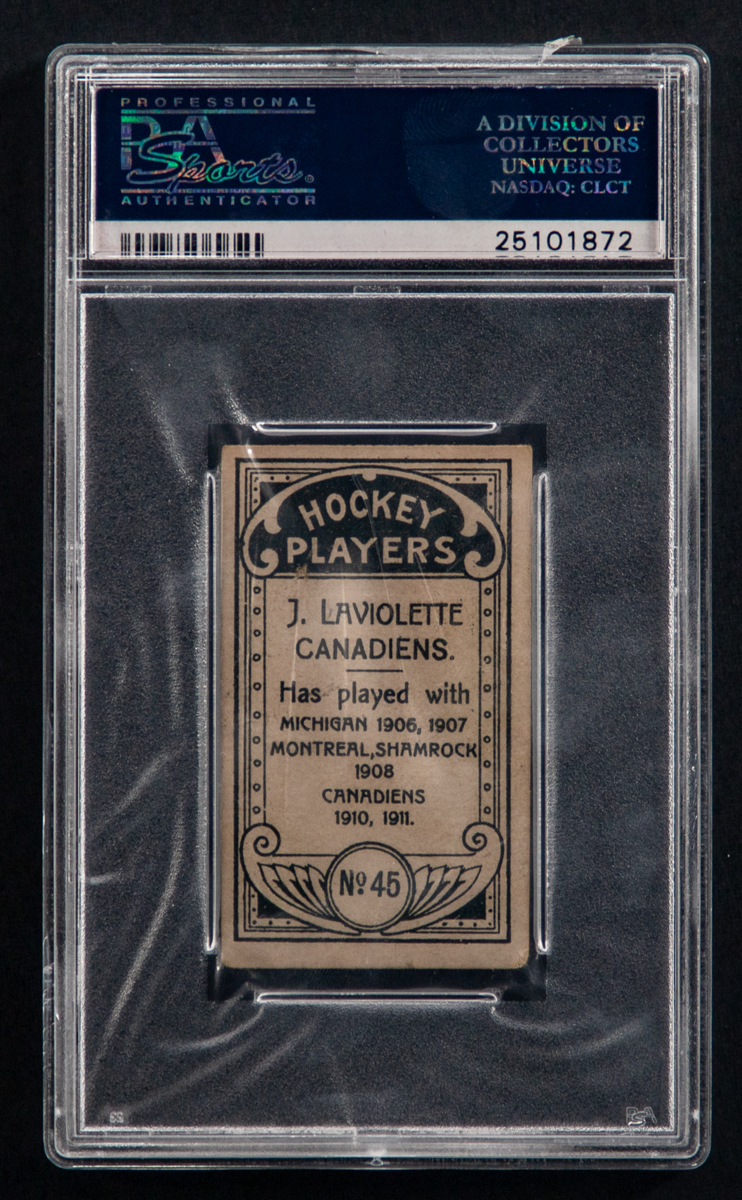 PROFESSIONAL
PSA
Sports®
AUTHENTICATOR
A DIVISION OF
COLLECTORS
UNIVERSE
NASDAQ: CLCT
25101872
HOCKEY
PLAYERS
J. LAVIOLETTE
CANADIENS.
Has played with
MICHIGAN 1906, 1907
MONTREAL,SHAMROCK
1908
CANADIENS
1910, 1911.
Nº 45
PSA